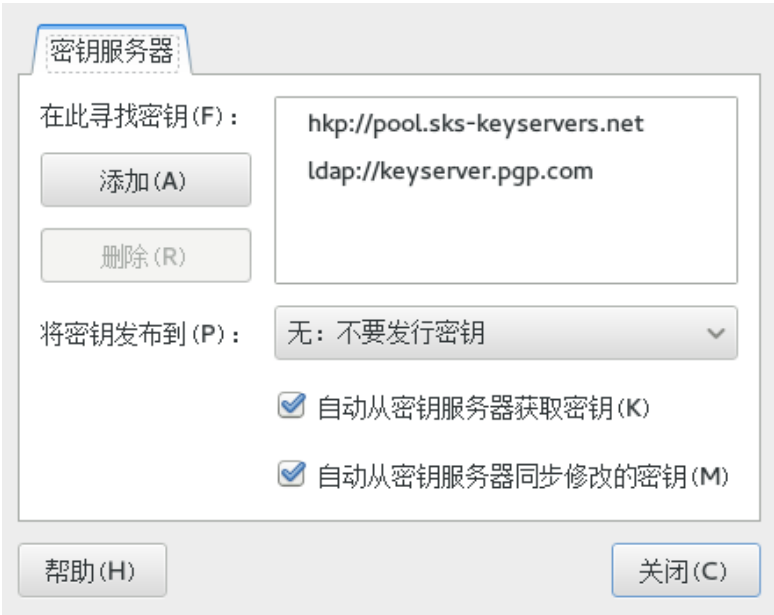 密钥服务器
在此寻找密钥(F)：
hkp://pool.sks-keyservers.net
ldap://keyserver.pgp.com
添加(A)
删除(R)
将密钥发布到(P)：
无：不要发行密钥
自动从密钥服务器获取密钥(K)
自动从密钥服务器同步修改的密钥(M)
帮助(H)
关闭(C)